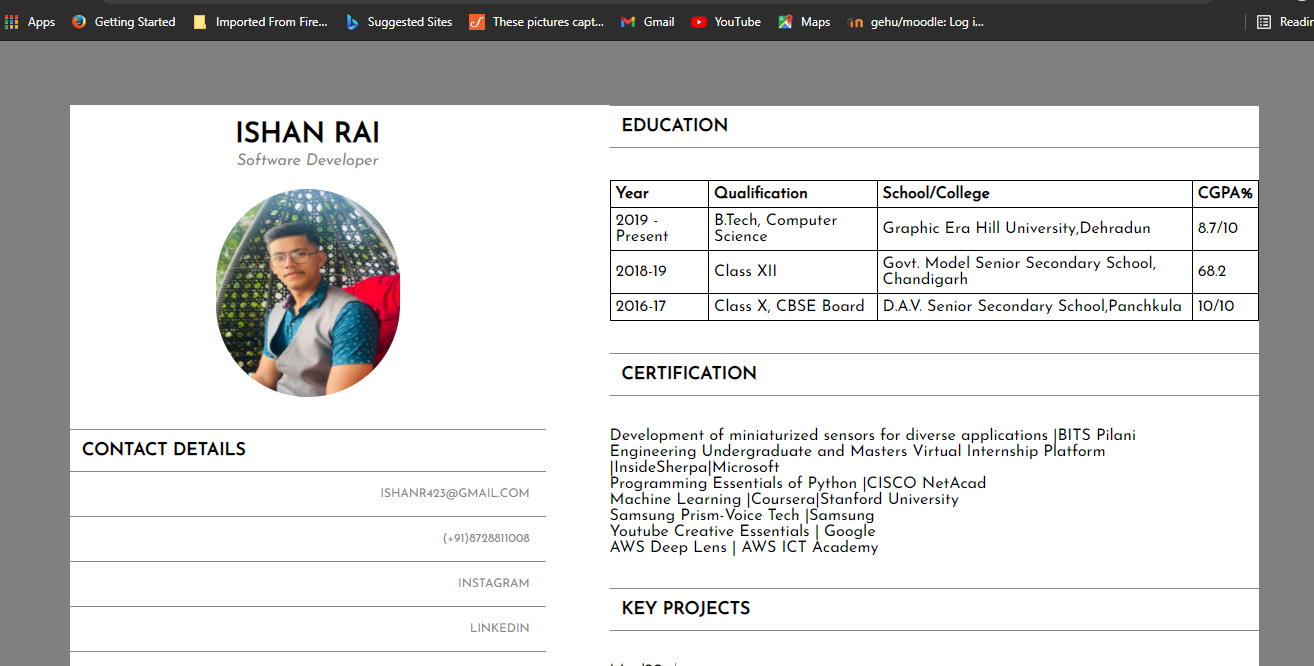 Apps Getting Started Imported From Fire... Suggested Sites These pictures capt... Gmail YouTube Maps gehu/moodle: Log i... Readin
ISHAN RAI
Software Developer
CONTACT DETAILS
ISHANR423@GMAIL.COM
(+91)8728811008
INSTAGRAM
LINKEDIN
EDUCATION
Year Qualification School/College CGPA%
2019 - Present B.Tech, Computer Science Graphic Era Hill University,Dehradun 8.7/10
2018-19 Class XII Govt. Model Senior Secondary School, Chandigarh 68.2
2016-17 Class X, CBSE Board D.A.V. Senior Secondary School,Panchkula 10/10
CERTIFICATION
Development of miniaturized sensors for diverse applications |BITS Pilani
Engineering Undergraduate and Masters Virtual Internship Platform
|InsideSherpa|Microsoft
Programming Essentials of Python |CISCO NetAcad
Machine Learning |Coursera|Stanford University
Samsung Prism-Voice Tech |Samsung
Youtube Creative Essentials | Google
AWS Deep Lens | AWS ICT Academy
KEY PROJECTS